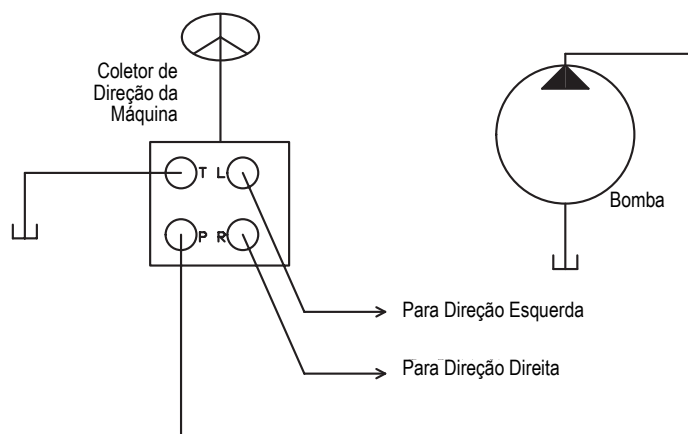 Coletor de
Direção da
Máquina
T L
P R
Bomba
Para Direção Esquerda
Para Direção Direita